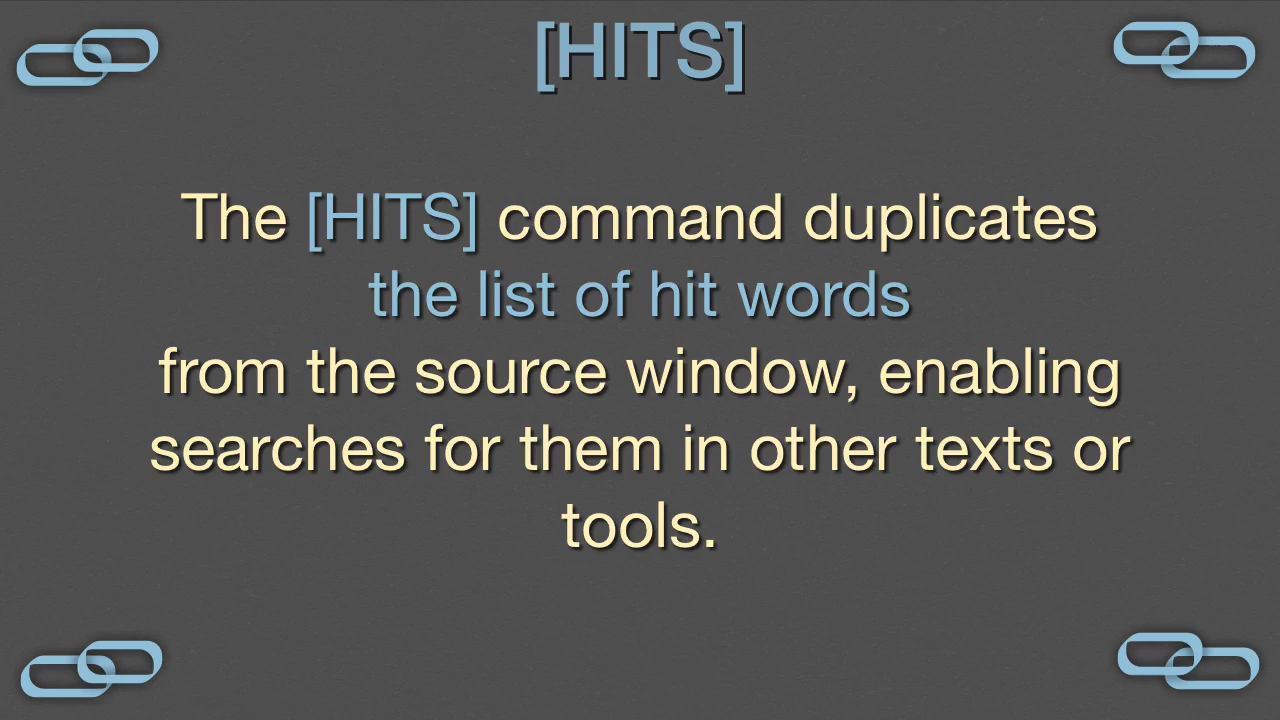 [HITS]
The [HITS] command duplicates
the list of hit words
from the source window, enabling
searches for them in other texts or
tools.